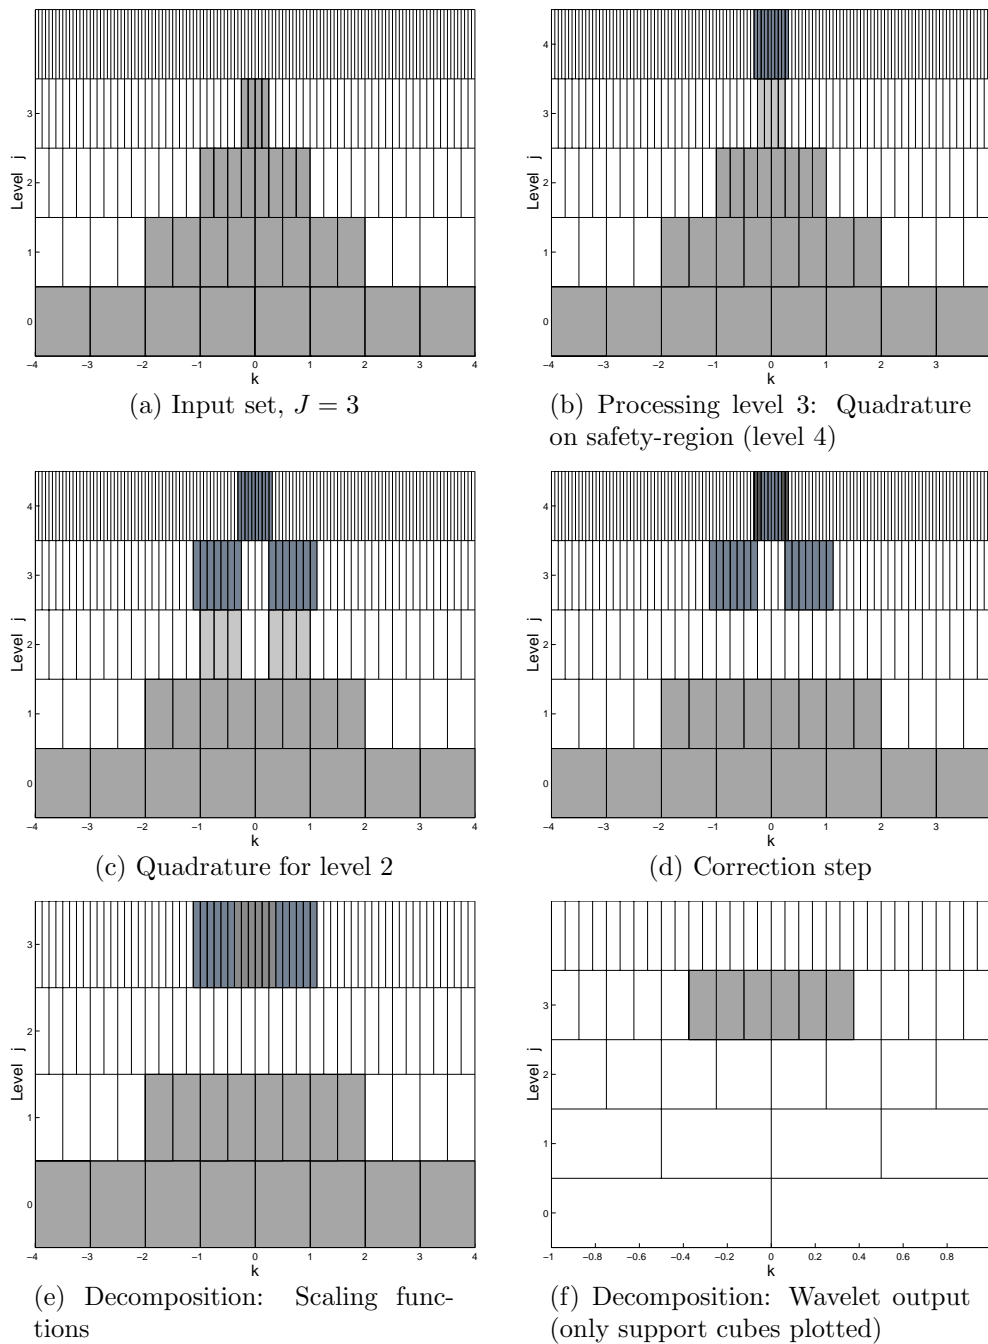 3
2
1
0
Level j
−4 −3 −2 −1 0 1 2 3 4
k
(a) Input set, J = 3
4
3
2
1
0
Level j
−4 −3 −2 −1 0 1 2 3
k
(b) Processing level 3: Quadrature
on safety-region (level 4)
4
3
2
1
0
Level j
−4 −3 −2 −1 0 1 2 3 4
k
(c) Quadrature for level 2
4
3
2
1
0
Level j
−4 −3 −2 −1 0 1 2 3
k
(d) Correction step
3
2
1
0
Level j
−4 −3 −2 −1 0 1 2 3 4
k
(e) Decomposition: Scaling func-
tions
3
2
1
0
Level j
−1 −0.8 −0.6 −0.4 −0.2 0 0.2 0.4 0.6 0.8
k
(f) Decomposition: Wavelet output
(only support cubes plotted)